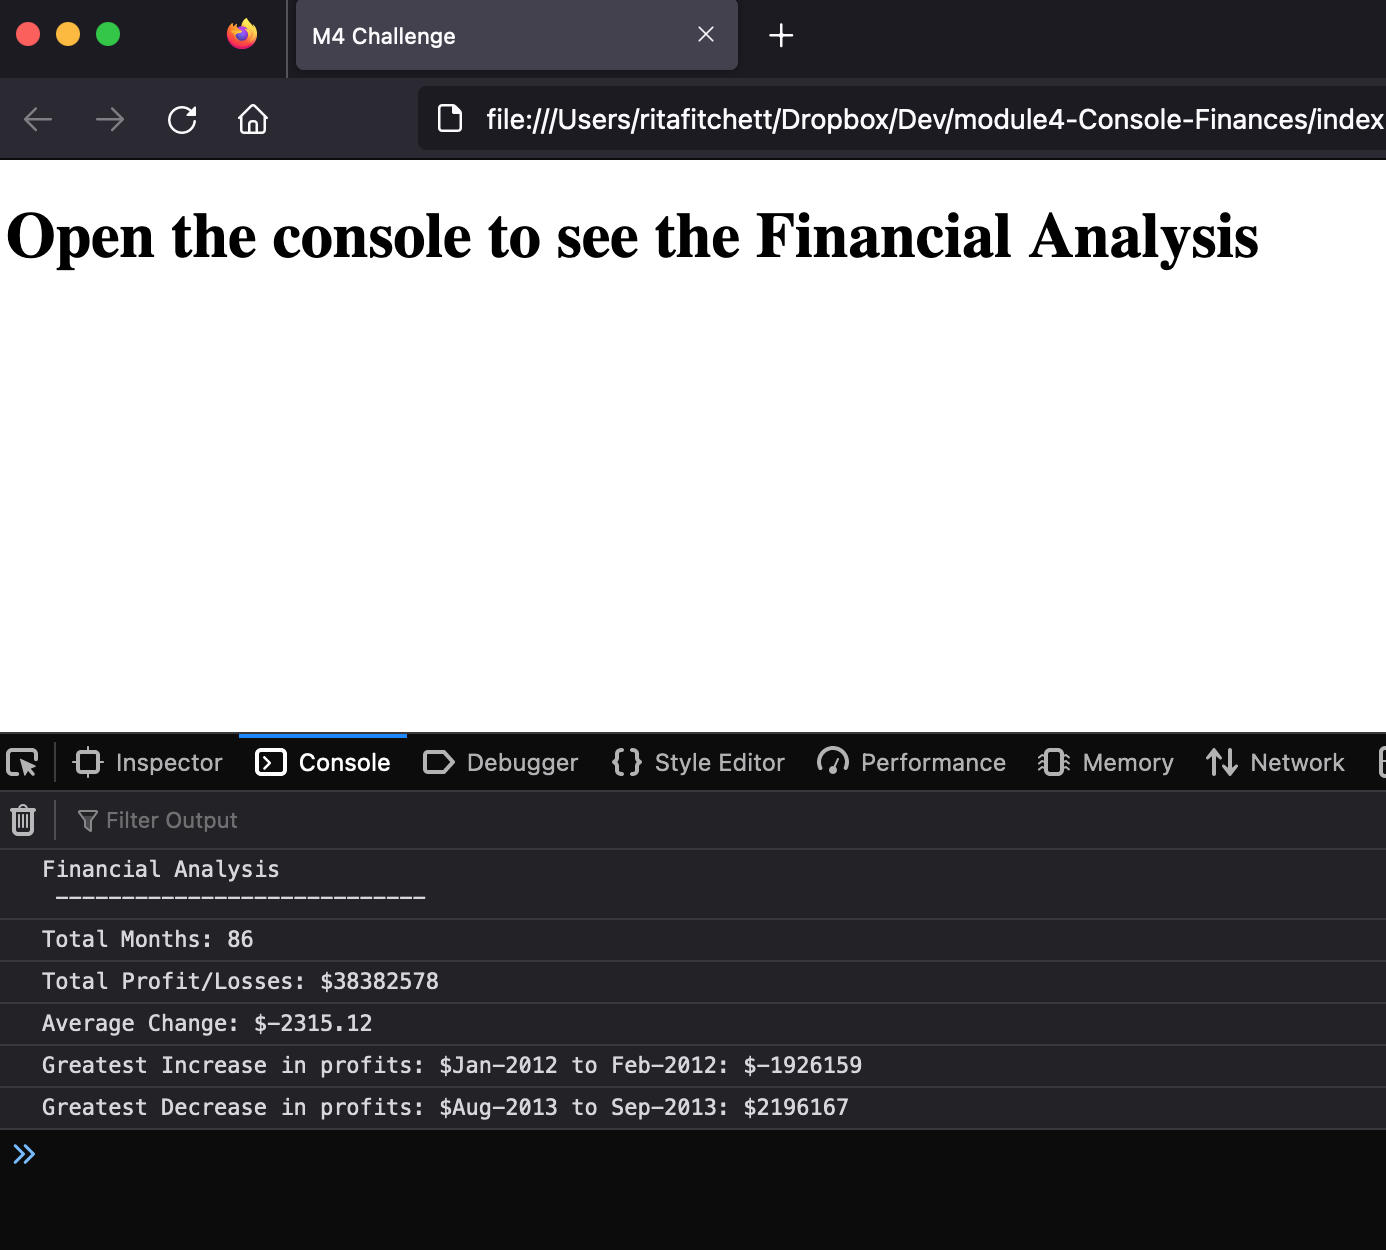 M4 Challenge
file:///Users/ritafitchett/Dropbox/Dev/module4-Console-Finances/index
Open the console to see the Financial Analysis
Inspector Console Debugger {} Style Editor Performance Memory Network
Filter Output
Financial Analysis
----------------------------
Total Months: 86
Total Profit/Losses: $38382578
Average Change: $-2315.12
Greatest Increase in profits: $Jan-2012 to Feb-2012: $-1926159
Greatest Decrease in profits: $Aug-2013 to Sep-2013: $2196167